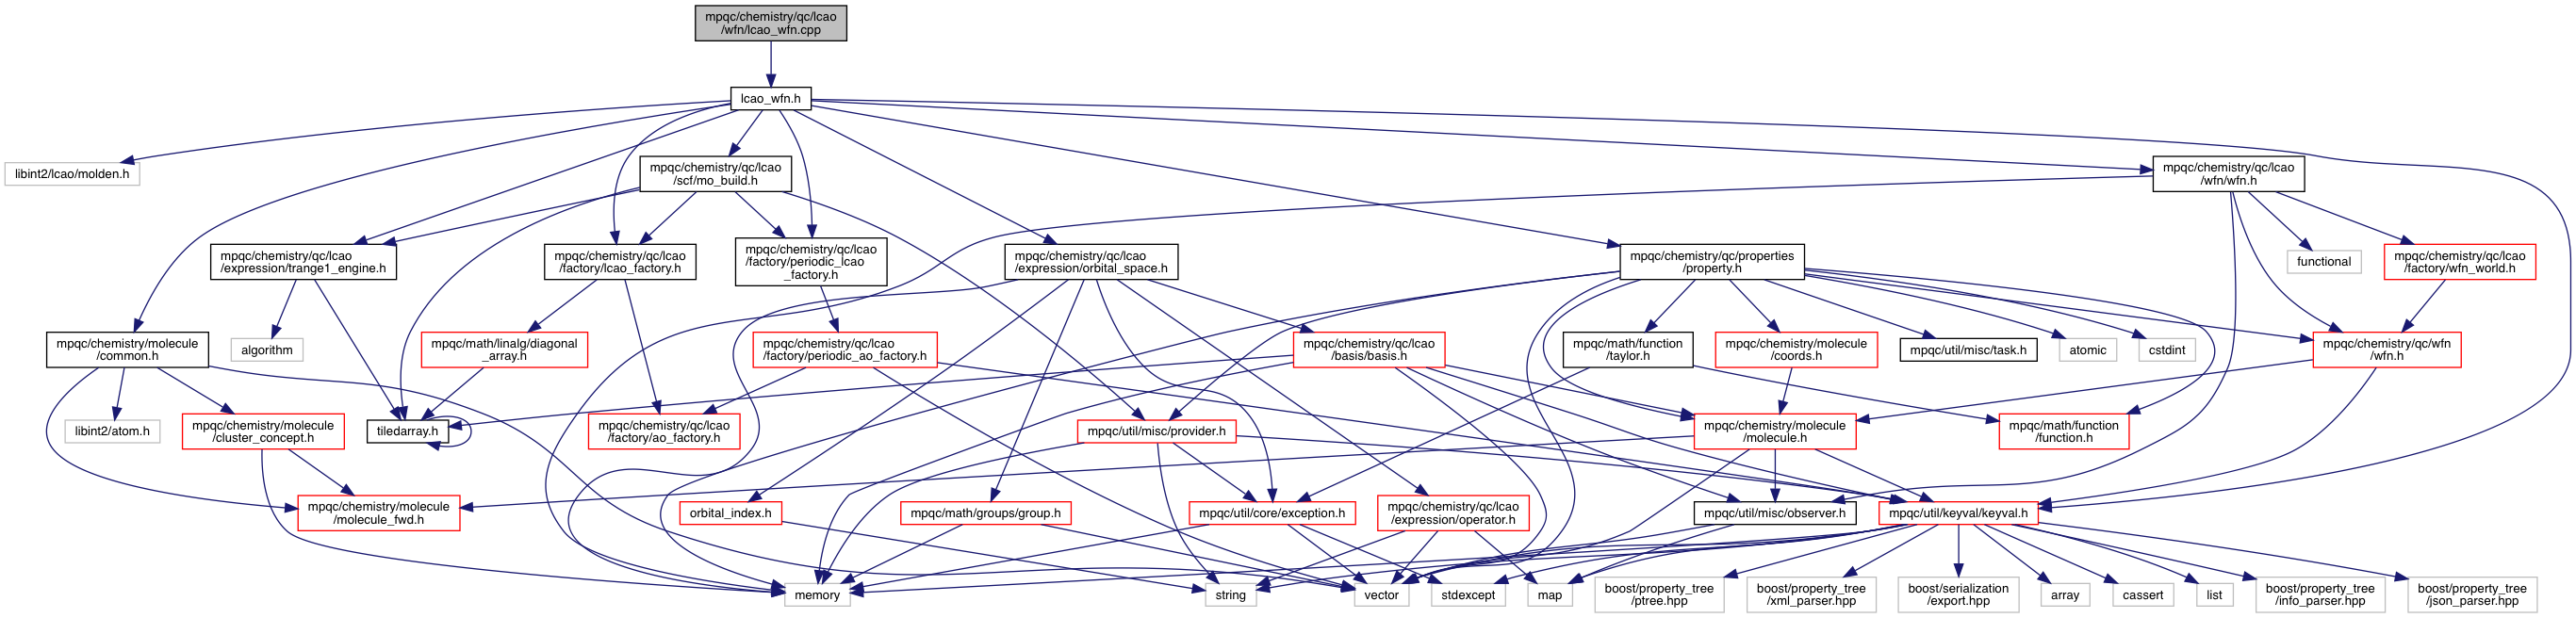 mpqc/chemistry/qc/lcao
/wfn/lcao_wfn.cpp
lcao_wfn.h
libint2/lcao/molden.h
mpqc/chemistry/qc/lcao
/scf/mo_build.h
mpqc/chemistry/qc/lcao
/wfn/wfn.h
mpqc/chemistry/qc/lcao
/expression/trange1_engine.h
mpqc/chemistry/qc/lcao
/factory/lcao_factory.h
mpqc/chemistry/qc/lcao
/factory/periodic_lcao
_factory.h
mpqc/chemistry/qc/lcao
/expression/orbital_space.h
mpqc/chemistry/qc/properties
/property.h
functional
mpqc/chemistry/qc/lcao
/factory/wfn_world.h
mpqc/chemistry/molecule
/common.h
algorithm
mpqc/math/linalg/diagonal
_array.h
mpqc/chemistry/qc/lcao
/factory/periodic_ao_factory.h
mpqc/chemistry/qc/lcao
/basis/basis.h
mpqc/math/function
/taylor.h
mpqc/chemistry/molecule
/coords.h
mpqc/util/misc/task.h
atomic
cstdint
mpqc/chemistry/qc/wfn
/wfn.h
libint2/atom.h
mpqc/chemistry/molecule
/cluster_concept.h
tiledarray.h
mpqc/chemistry/qc/lcao
/factory/ao_factory.h
mpqc/util/misc/provider.h
mpqc/chemistry/molecule
/molecule.h
mpqc/math/function
/function.h
mpqc/chemistry/molecule
/molecule_fwd.h
orbital_index.h
mpqc/math/groups/group.h
mpqc/util/core/exception.h
mpqc/chemistry/qc/lcao
/expression/operator.h
mpqc/util/misc/observer.h
mpqc/util/keyval/keyval.h
memory
string
vector
stdexcept
map
boost/property_tree
/ptree.hpp
boost/property_tree
/xml_parser.hpp
boost/serialization
/export.hpp
array
cassert
list
boost/property_tree
/info_parser.hpp
boost/property_tree
/json_parser.hpp